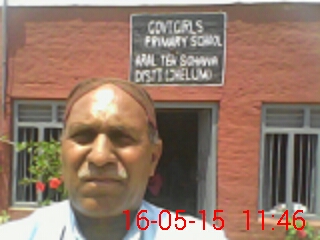 GOVT GIRLS
PRIMARY SCHOOL
ARAL TEH SOHAWA
DISTT (JHELUM)
16-05-15 11:46